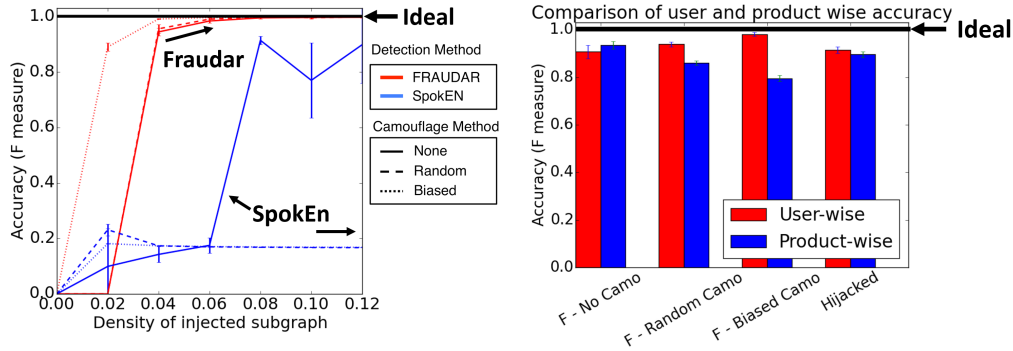 Ideal
Fraudar
SpokEn
Accuracy (F measure)
1.0
0.8
0.6
0.4
0.2
0.0
0.00
0.02
0.04
0.06
0.08
0.10
0.12
Density of injected subgraph
Detection Method
FRAUDAR
SpokEN
Camouflage Method
None
Random
Biased
Comparison of user and product wise accuracy
Ideal
Accuracy (F measure)
1.0
0.8
0.6
0.4
0.2
0.0
User-wise
Product-wise
F - No Camo
F - Random Camo
F - Biased Camo
Hijacked